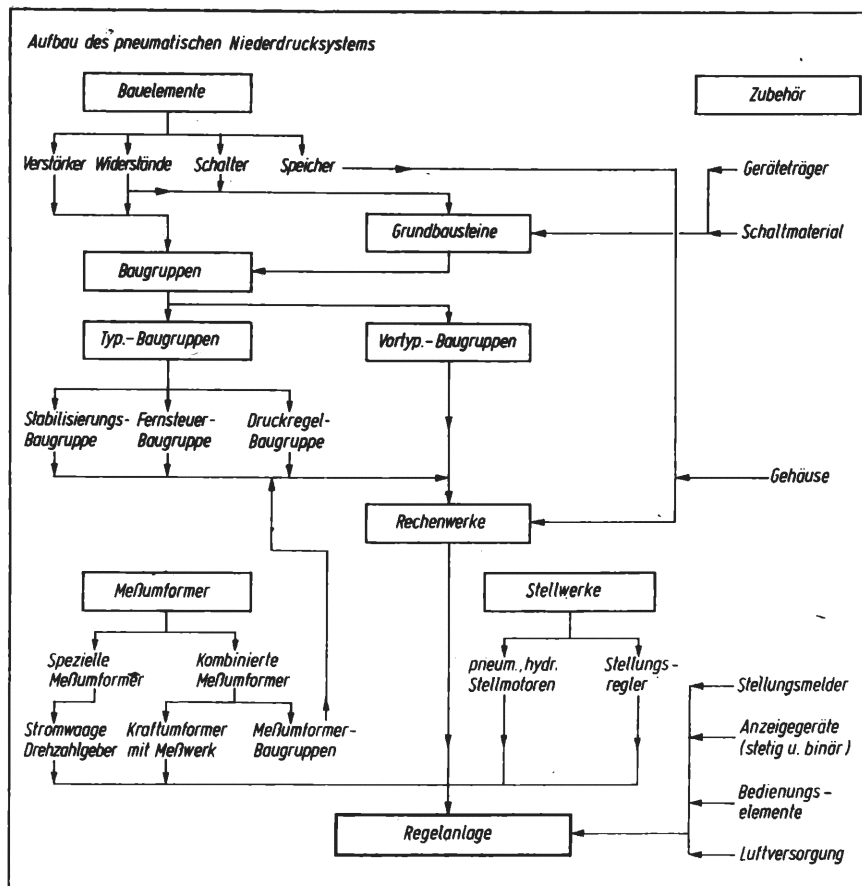 Aufbau des pneumatischen Niederdrucksystems
Bauelemente
Zubehör
Verstärker
Widerstände
Schalter
Speicher
Geräteträger
Grundbausteine
Schaltmaterial
Baugruppen
Typ.-Baugruppen
Vortyp.-Baugruppen
Stabilisierungs-
Baugruppe
Fernsteuer-
Baugruppe
Druckregel-
Baugruppe
Gehäuse
Rechenwerke
Meßumformer
Stellwerke
Spezielle
Meßumformer
Kombinierte
Meßumformer
pneum., hydr.
Stellmotoren
Stellungs-
regler
Stellungsmelder
Stromwaage
Drehzahlgeber
Kraftumformer
mit Meßwerk
Meßumformer-
Baugruppen
Anzeigegeräte
(stetig u. binär)
Bedienungs-
elemente
Regelanlage
Luftversorgung